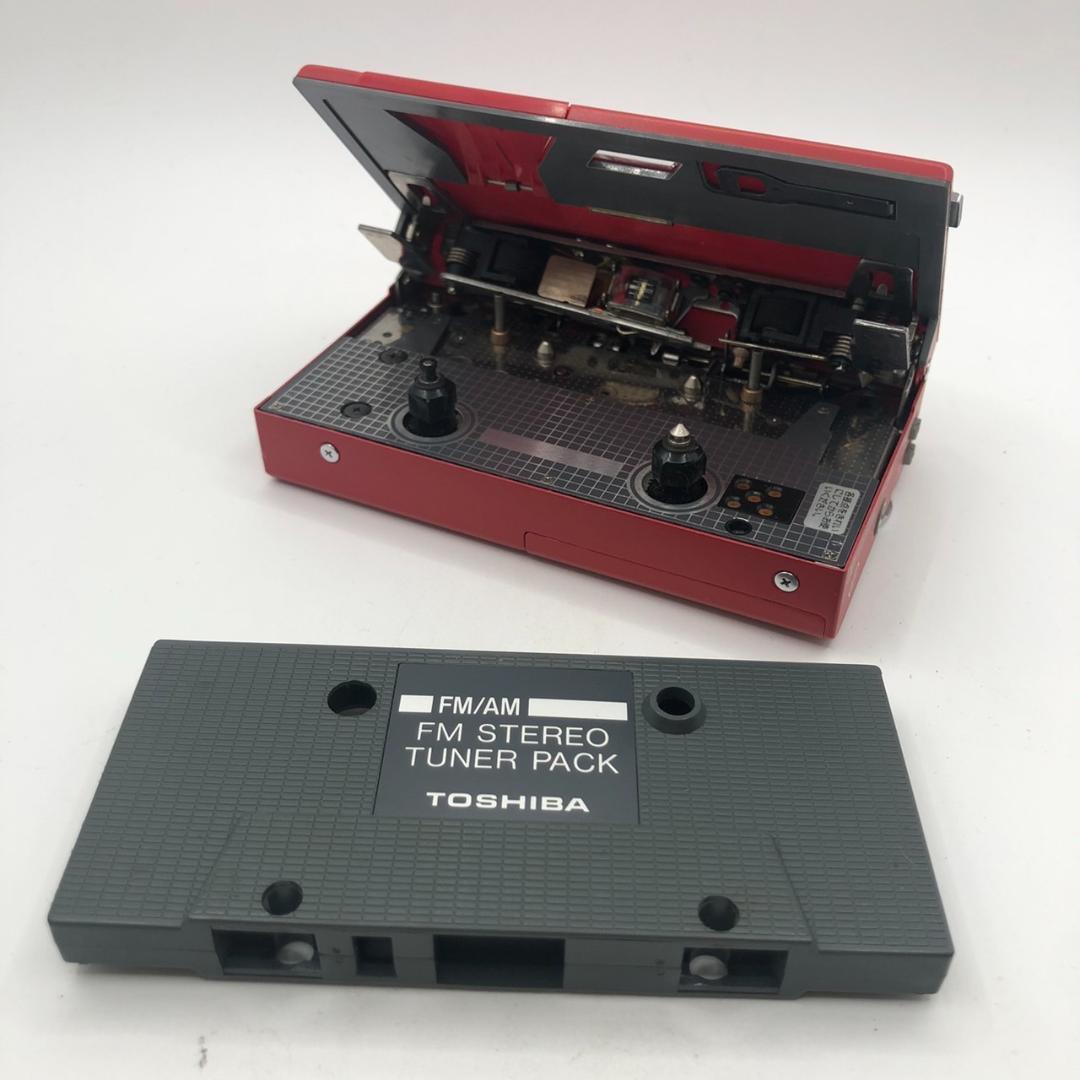 FM/AM
FM STEREO
TUNER PACK
TOSHIBA